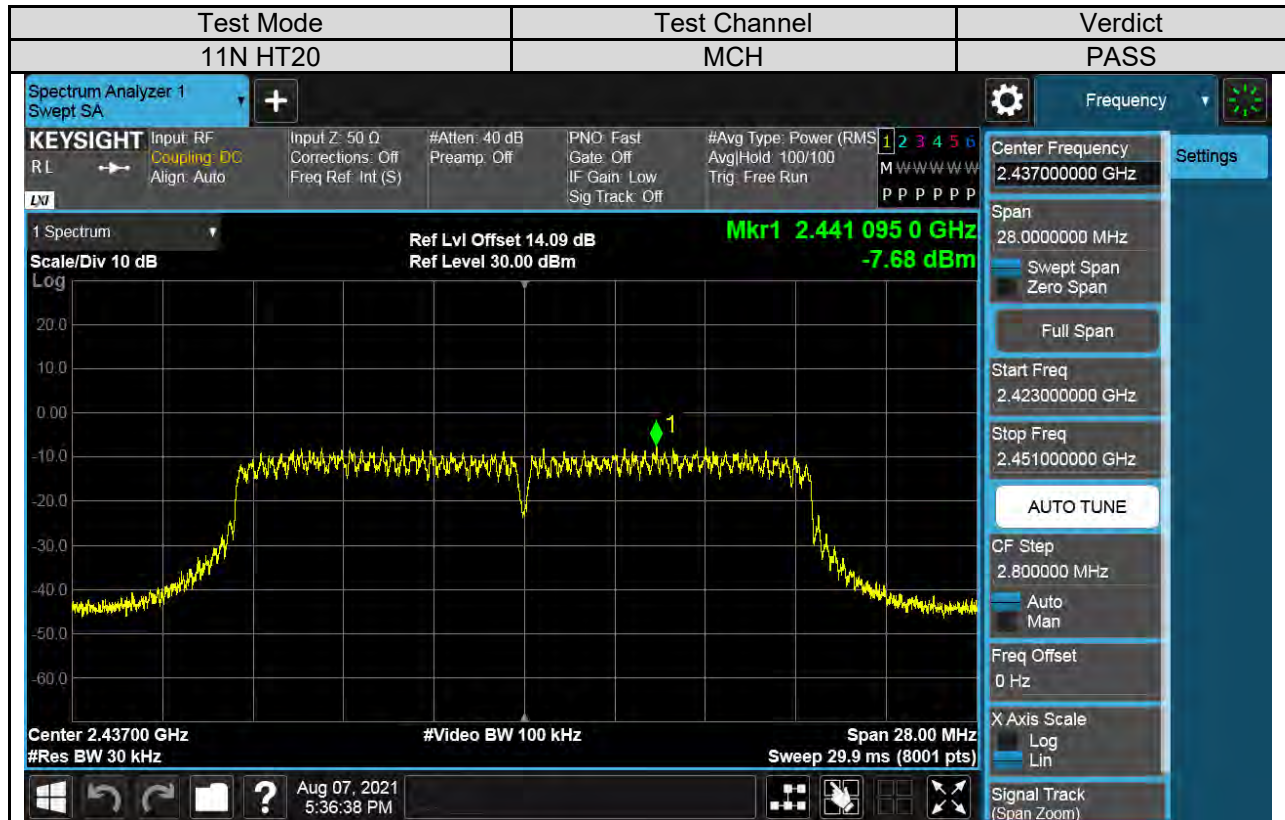 Test Mode Test Channel Verdict
11N HT20 MCH PASS
Spectrum Analyzer 1
Swept SA
+
Frequency
KEYSIGHT Input: RF Input Z: 50 Ω #Atten: 40 dB PNO: Fast #Avg Type: Power (RMS 1 2 3 4 5 6
RL Coupling: DC Corrections: Off Preamp: Off Gate: Off Avg|Hold: 100/100 M W W W W W
Align: Auto Freq Ref: Int (S) IF Gain: Low Trig: Free Run
LXI Sig Track: Off P P P P P P
1 Spectrum Ref Lvl Offset 14.09 dB Mkr1 2.441 095 0 GHz
Scale/Div 10 dB Ref Level 30.00 dBm -7.68 dBm
Log
20.0
10.0
0.00
1
-10.0
-20.0
-30.0
-40.0
-50.0
-60.0
Center 2.43700 GHz #Video BW 100 kHz Span 28.00 MHz
#Res BW 30 kHz Sweep 29.9 ms (8001 pts)
Center Frequency
2.437000000 GHz
Settings
Span
28.0000000 MHz
Swept Span
Zero Span
Full Span
Start Freq
2.423000000 GHz
Stop Freq
2.451000000 GHz
AUTO TUNE
CF Step
2.800000 MHz
Auto
Man
Freq Offset
0 Hz
X Axis Scale
Log
Lin
Signal Track
(Span Zoom)
?
Aug 07, 2021
5:36:38 PM